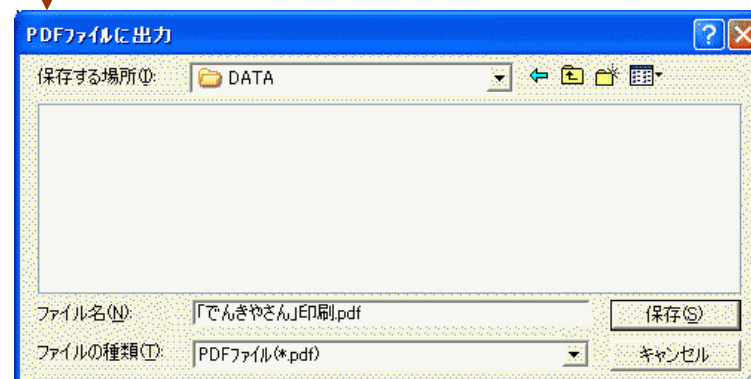 PDFファイルに出力
保存する場所(I): DATA
ファイル名(N): 「でんきやさん」印刷.pdf 保存(S)
ファイルの種類(T): PDFファイル(*.pdf) キャンセル